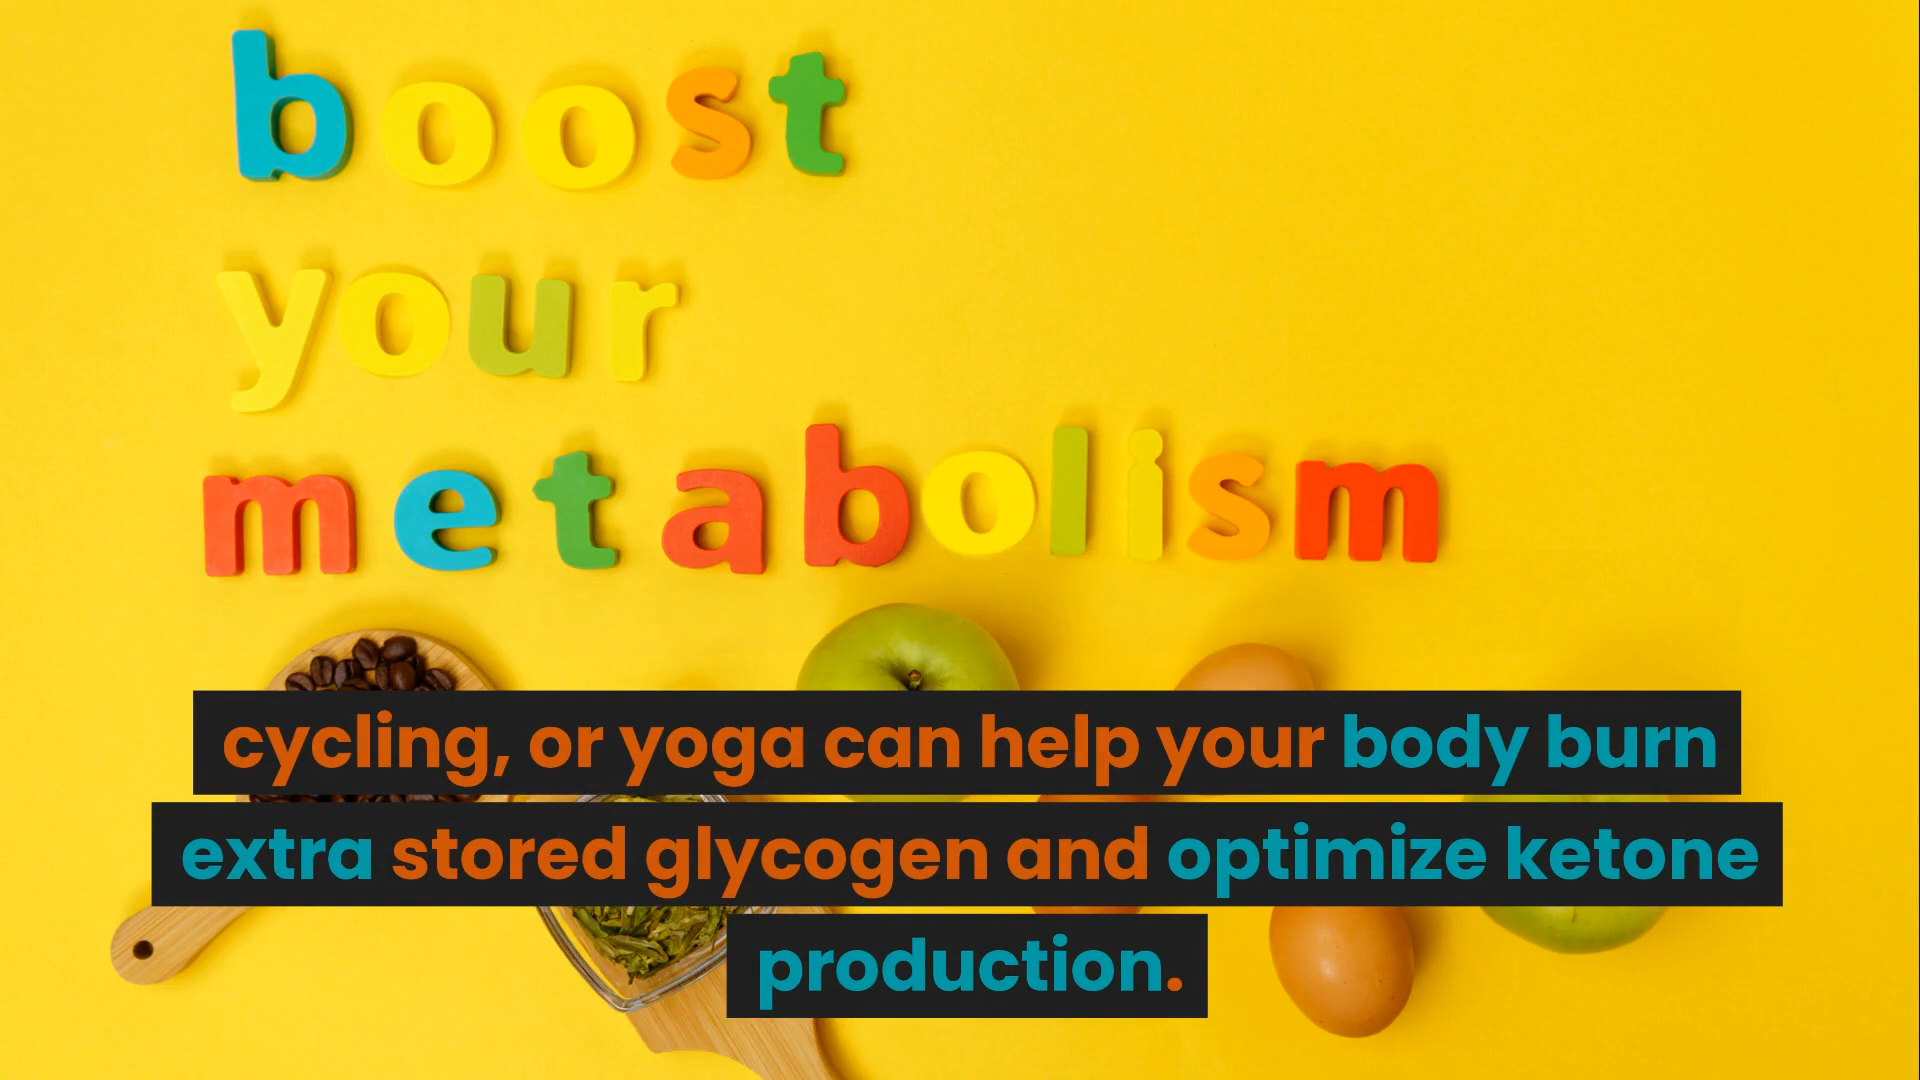 boost
your
metabolism
cycling, or yoga can help your body burn
extra stored glycogen and optimize ketone
production.